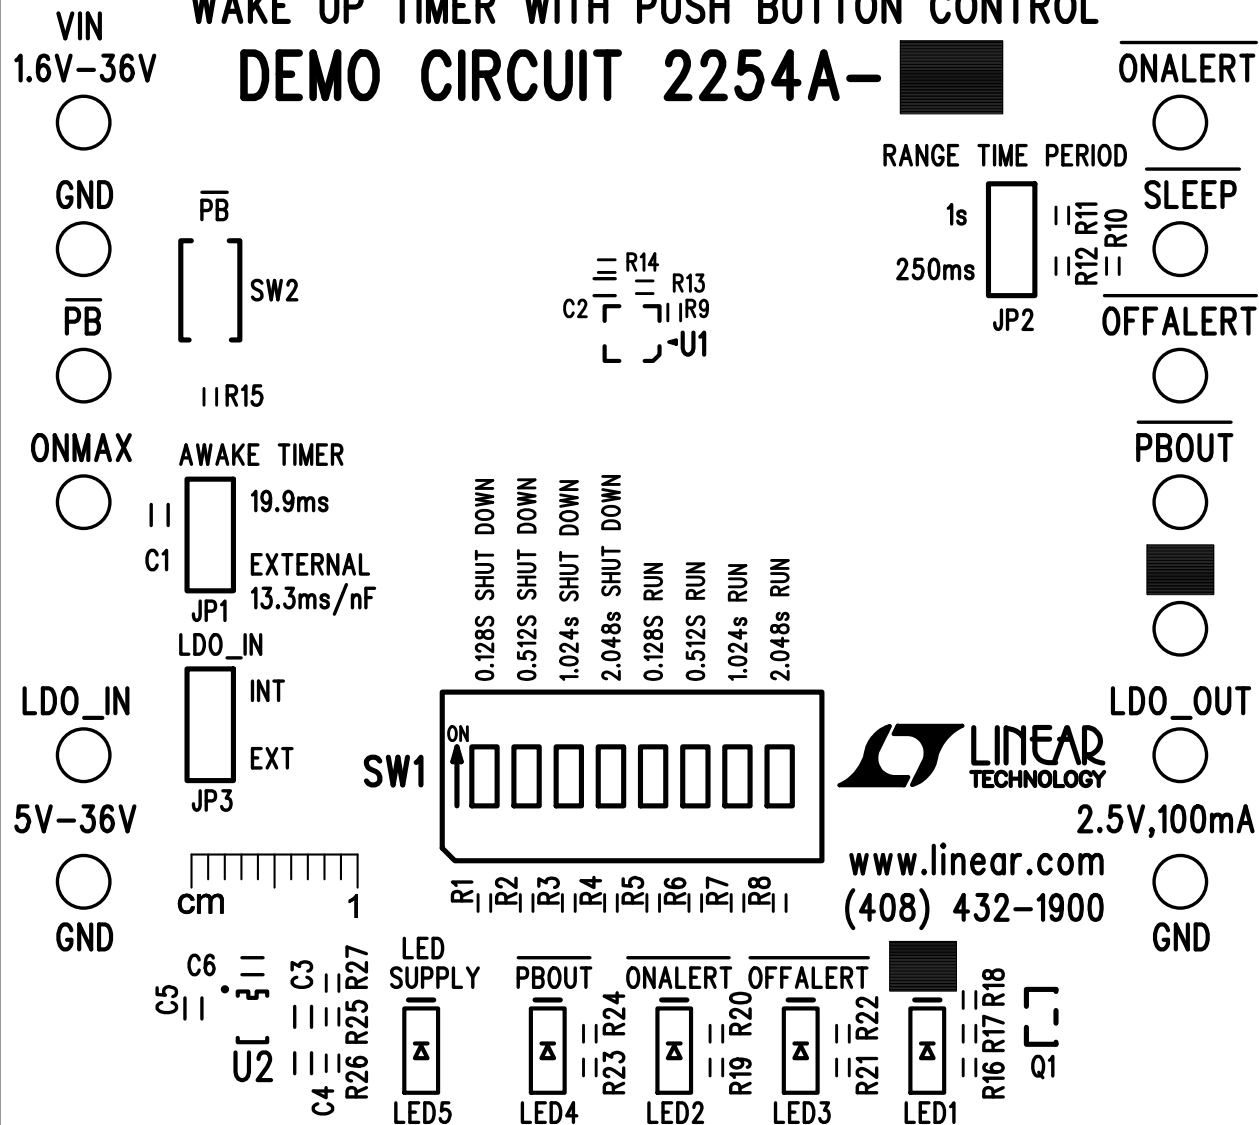 WAKE UP TIMER WITH PUSH BUTTON CONTROL
DEMO CIRCUIT 2254A-
VIN
1.6V-36V
GND
PB
ONMAX
LDO_IN
5V-36V
GND
PB
SW2
R15
AWAKE TIMER
19.9ms
EXTERNAL
13.3ms/nF
C1
JP1
LDO_IN
INT
EXT
JP3
R14
R13
C2
R9
U1
RANGE TIME PERIOD
1s
250ms
JP2
R11
R12
R10
ONALERT
SLEEP
OFFALERT
PBOUT
LDO_OUT
2.5V,100mA
GND
0.128S SHUT DOWN
0.512S SHUT DOWN
1.024s SHUT DOWN
2.048s SHUT DOWN
0.128S RUN
0.512S RUN
1.024s RUN
2.048s RUN
ON
SW1
R1
R2
R3
R4
R5
R6
R7
R8
LINEAR
TECHNOLOGY
www.linear.com
(408) 432-1900
cm 1
C6
C5
U2
C3
C4
R27
R25
R26
LED
SUPPLY
LED5
PBOUT
LED4
R24
R23
ONALERT
LED2
R20
R19
OFFALERT
LED3
R22
R21
LED1
R18
R17
R16
Q1